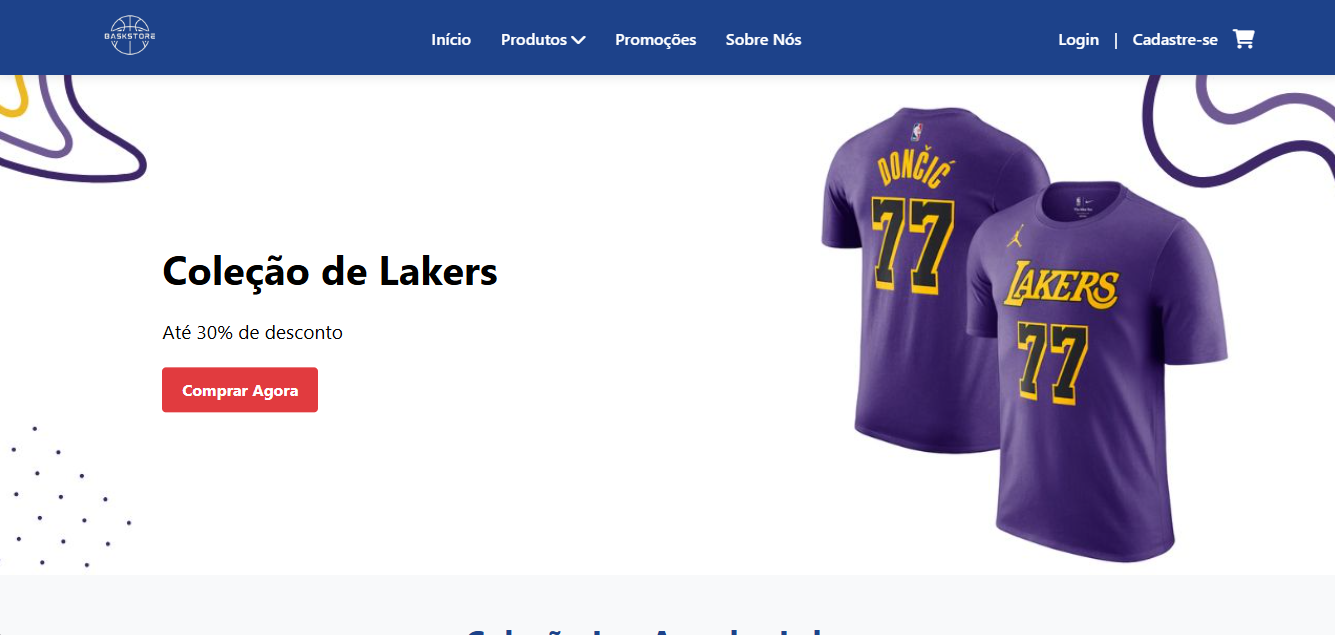 BASKSTORE
Início Produtos Promoções Sobre Nós Login | Cadastre-se
Coleção de Lakers
Até 30% de desconto
Comprar Agora
DONČIĆ
77
LAKERS
77